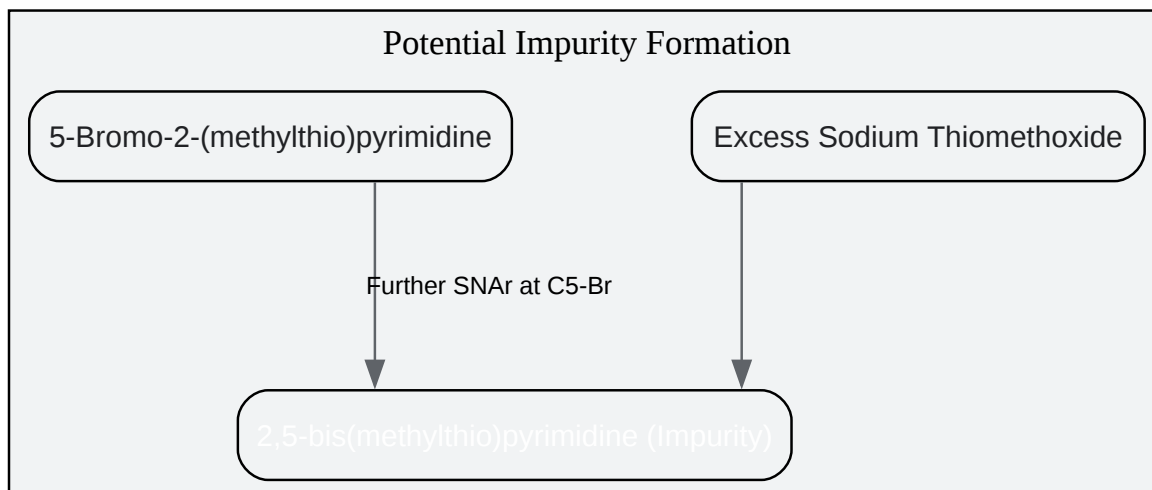 Potential Impurity Formation
5-Bromo-2-(methylthio)pyrimidine
Excess Sodium Thiomethoxide
Further SNAr at C5-Br
2,5-bis(methylthio)pyrimidine (Impurity)